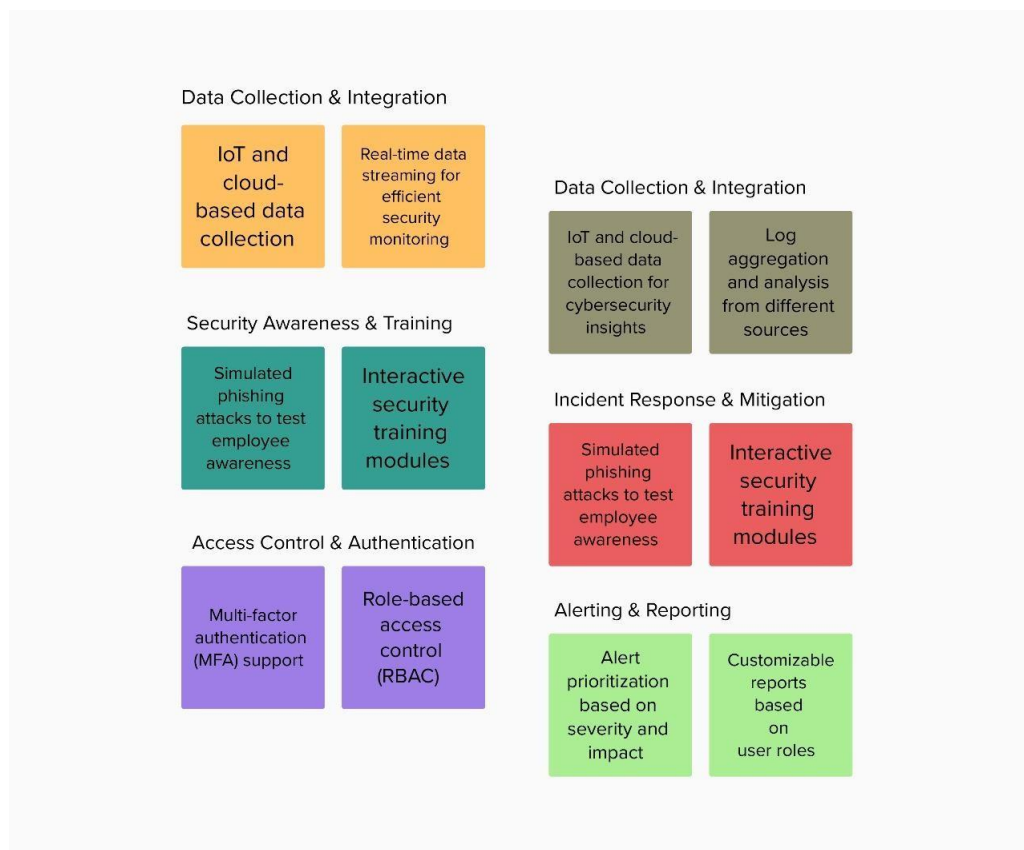 Data Collection & Integration
IoT and
cloud-
based data
collection
Real-time data
streaming for
efficient
security
monitoring
Security Awareness & Training
Simulated
phishing
attacks to test
employee
awareness
Interactive
security
training
modules
Access Control & Authentication
Multi-factor
authentication
(MFA) support
Role-based
access
control
(RBAC)
Data Collection & Integration
IoT and cloud-
based data
collection for
cybersecurity
insights
Log
aggregation
and analysis
from different
sources
Incident Response & Mitigation
Simulated
phishing
attacks to test
employee
awareness
Interactive
security
training
modules
Alerting & Reporting
Alert
prioritization
based on
severity and
impact
Customizable
reports
based
on
user roles